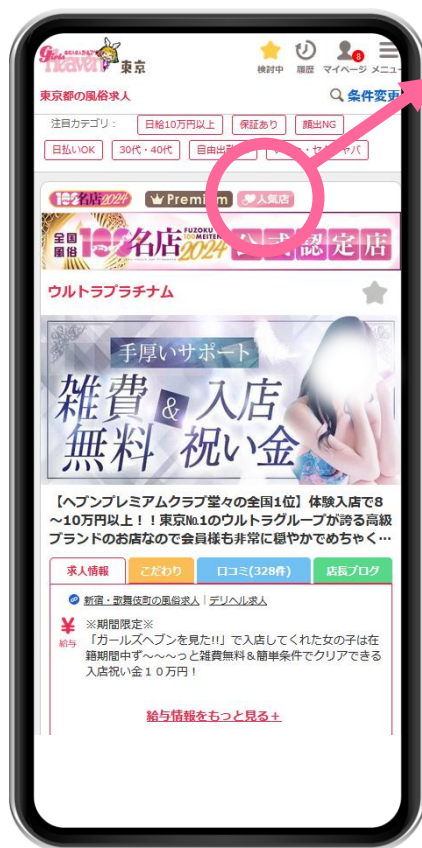 Girls Heaven 東京
検討中 履歴 マイページ メニュー
8
東京都の風俗求人
条件変更
注目カテゴリ: 日給10万円以上 保証あり 顔出NG
日払いOK 30代・40代 自由出
100名店2024 Premium 人気店
全国風俗 100名店 FUZOKU 100MEITEN 2024 公式認定店
ウルトラプラチナム
手厚いサポート
雑費 & 入店
無料 祝い金
【ヘブンプレミアムクラブ堂々の全国1位】体験入店で8
~10万円以上!!東京№1のウルトラグループが誇る高級
ブランドのお店なので会員様も非常に穏やかでめちゃく…
求人情報 こだわり 口コミ(328件) 店長ブログ
新宿・歌舞伎町の風俗求人 | デリヘル求人
¥ ※期間限定※
給与 「ガールズヘブンを見た!!」で入店してくれた女の子は在
籍期間中ず~~~っと雑費無料&簡単条件でクリアできる
入店祝い金10万円!
給与情報をもっと見る+